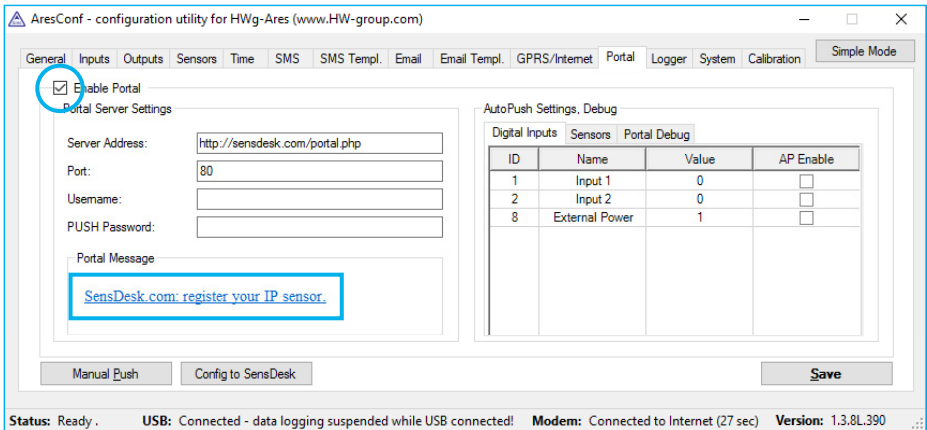 AresConf - configuration utility for HWg-Ares (www.HW-group.com)
General Inputs Outputs Sensors Time SMS SMS Templ. Email Email Templ. GPRS/Internet Portal Logger System Calibration Simple Mode
Enable Portal
Portal Server Settings
Server Address: http://sensdesk.com/portal.php
Port: 80
Username:
PUSH Password:
Portal Message
SensDesk.com: register your IP sensor.
AutoPush Settings, Debug
Digital Inputs Sensors Portal Debug
ID Name Value AP Enable
1 Input 1 0
2 Input 2 0
8 External Power 1
Manual Push Config to SensDesk Save
Status: Ready . USB: Connected - data logging suspended while USB connected! Modem: Connected to Internet (27 sec) Version: 1.3.8L.390